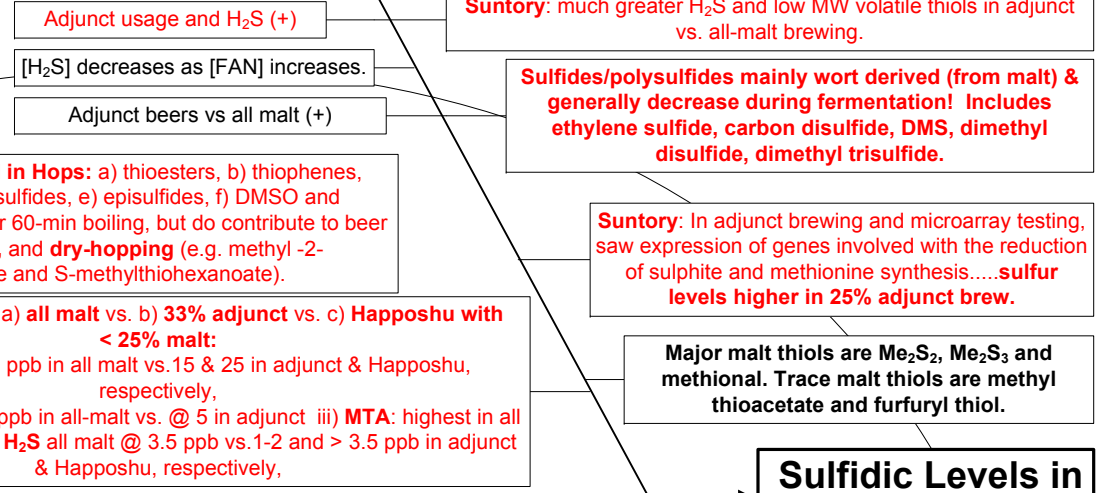 Adjunct usage and H₂S (+)
Suntory: much greater H₂S and low MW volatile thiols in adjunct
vs. all-malt brewing.
[H₂S] decreases as [FAN] increases.
Adjunct beers vs all malt (+)
Sulfides/polysulfides mainly wort derived (from malt) &
generally decrease during fermentation! Includes
ethylene sulfide, carbon disulfide, DMS, dimethyl
disulfide, dimethyl trisulfide.
in Hops: a) thioesters, b) thiophenes,
sulfides, e) episulfides, f) DMSO and
r 60-min boiling, but do contribute to beer
, and dry-hopping (e.g. methyl -2-
e and S-methylthiohexanoate).
Suntory: In adjunct brewing and microarray testing,
saw expression of genes involved with the reduction
of sulphite and methionine synthesis.....sulfur
levels higher in 25% adjunct brew.
a) all malt vs. b) 33% adjunct vs. c) Happoshu with
< 25% malt:
ppb in all malt vs.15 & 25 in adjunct & Happoshu,
respectively,
ppb in all-malt vs. @ 5 in adjunct iii) MTA: highest in all
H₂S all malt @ 3.5 ppb vs.1-2 and > 3.5 ppb in adjunct
& Happoshu, respectively,
Major malt thiols are Me₂S₂, Me₂S₃ and
methional. Trace malt thiols are methyl
thioacetate and furfuryl thiol.
Sulfidic Levels in